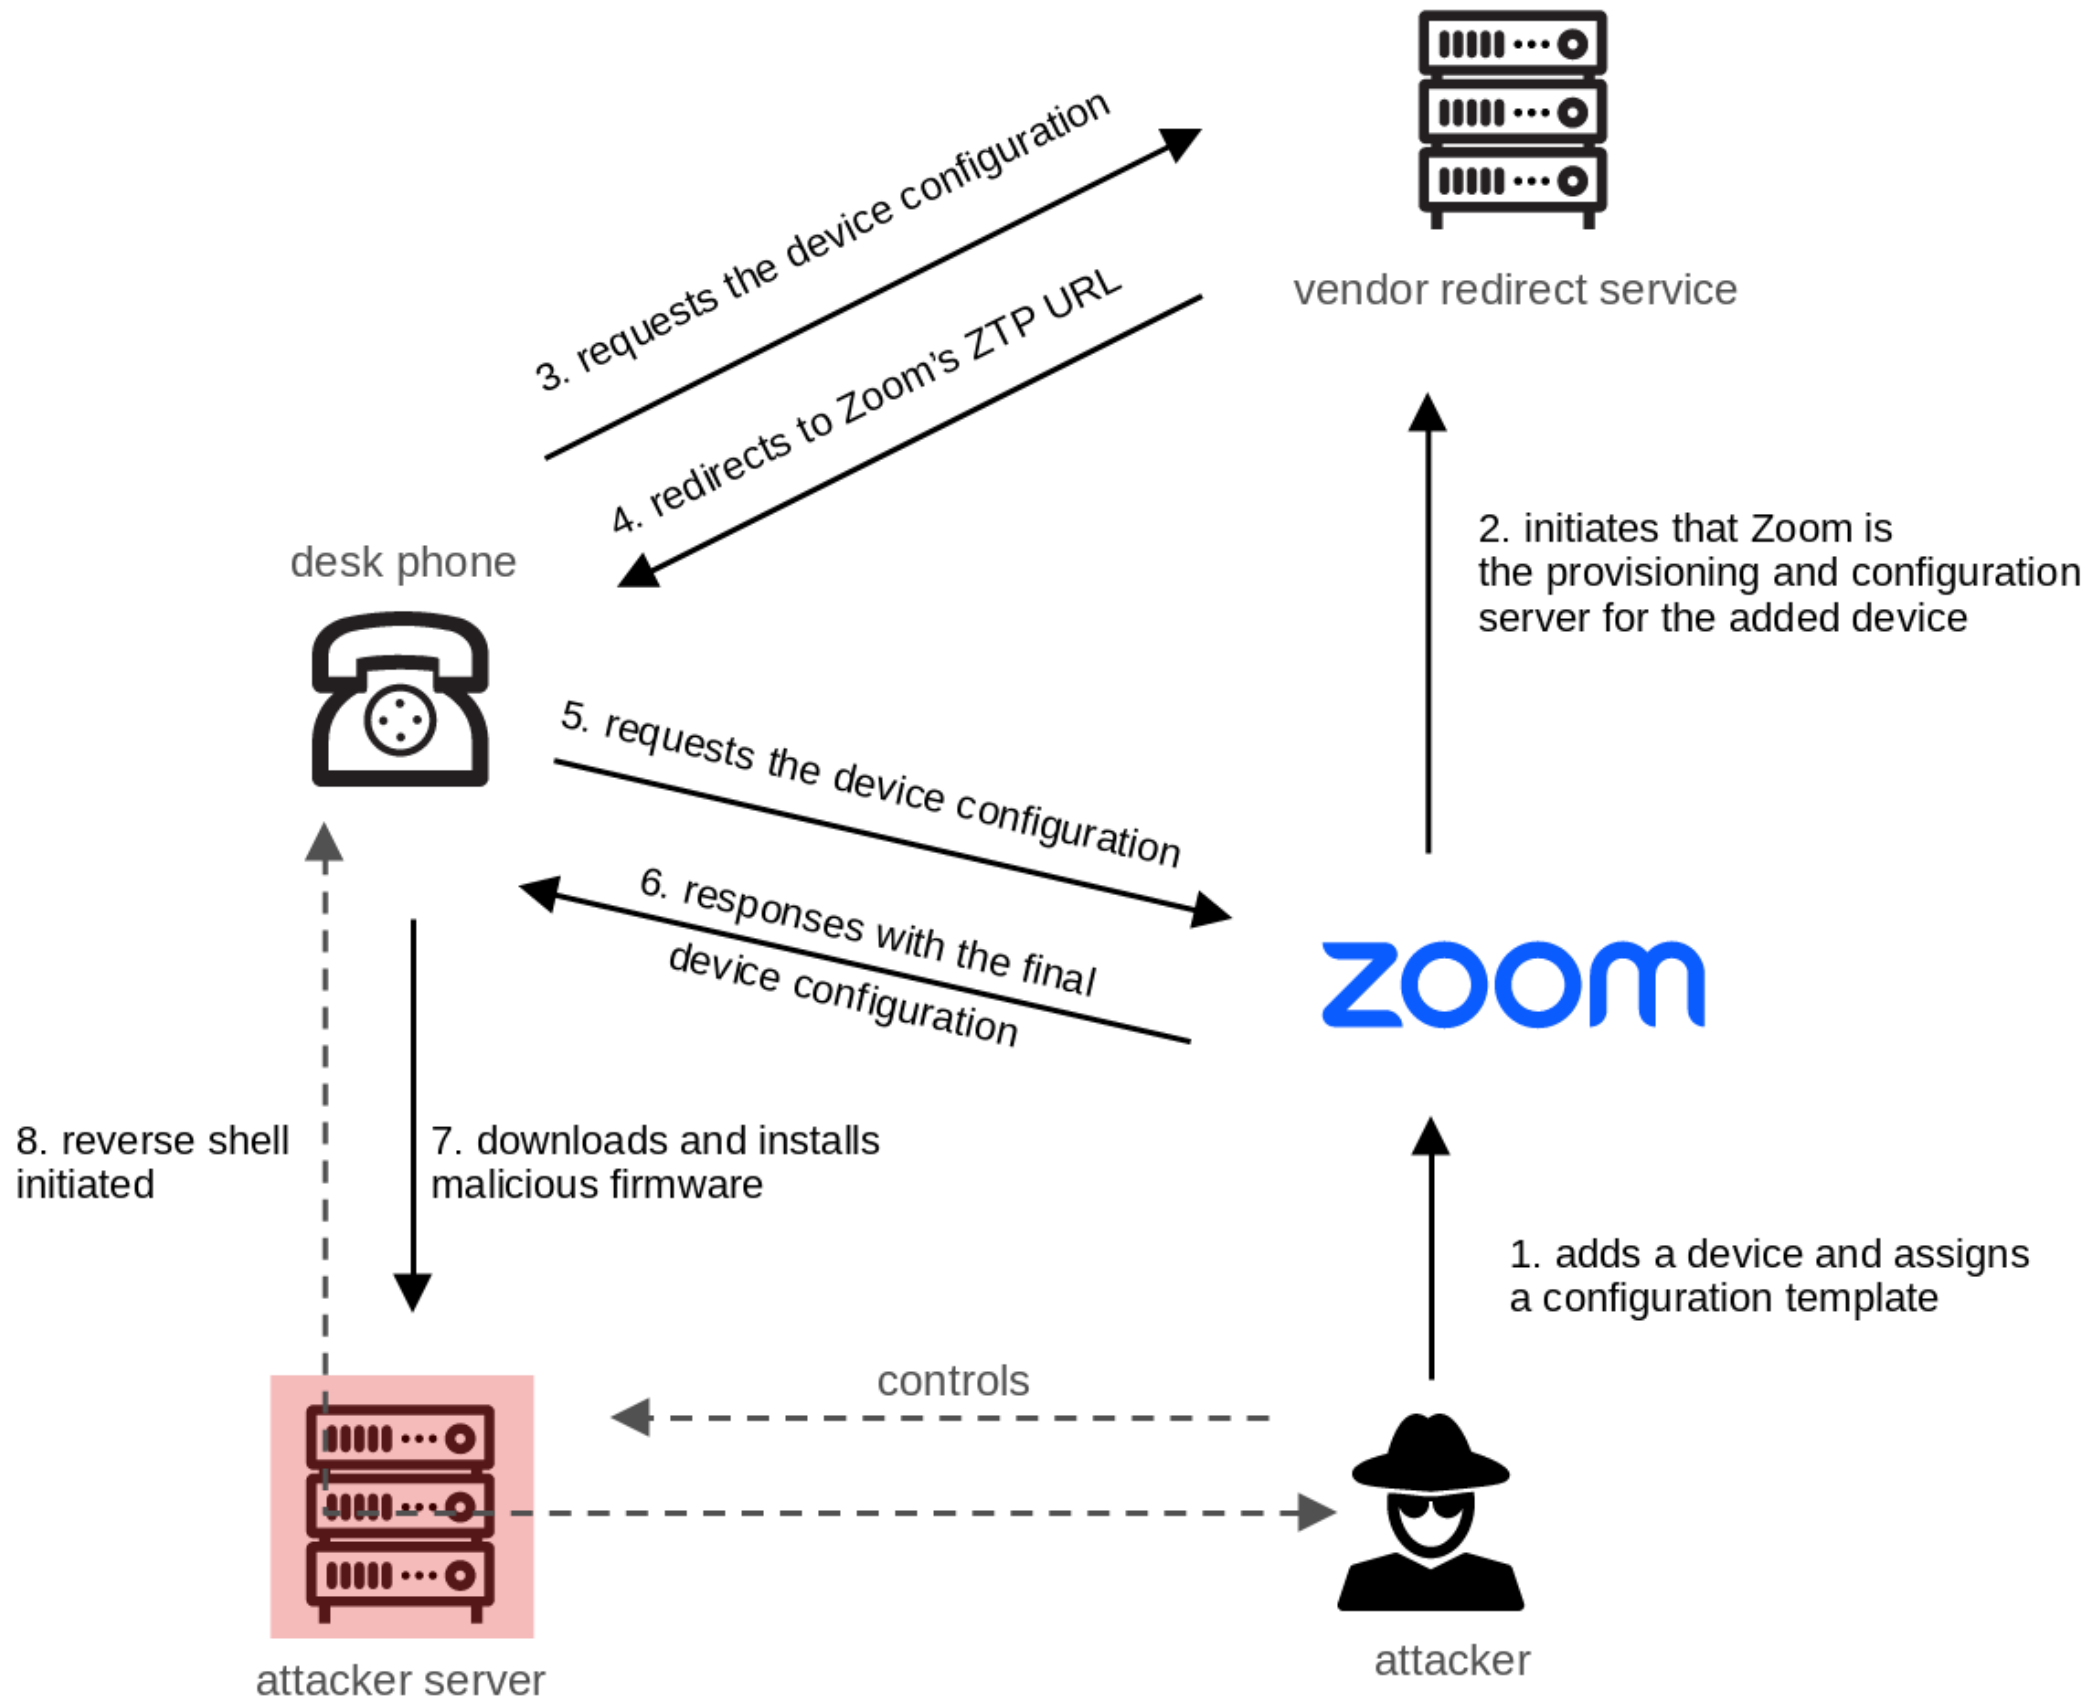 3. requests the device configuration
vendor redirect service
4. redirects to Zoom’s ZTP URL
2. initiates that Zoom is
the provisioning and configuration
server for the added device
desk phone
5. requests the device configuration
6. responses with the final
device configuration
zoom
8. reverse shell
initiated
7. downloads and installs
malicious firmware
1. adds a device and assigns
a configuration template
controls
attacker server
attacker